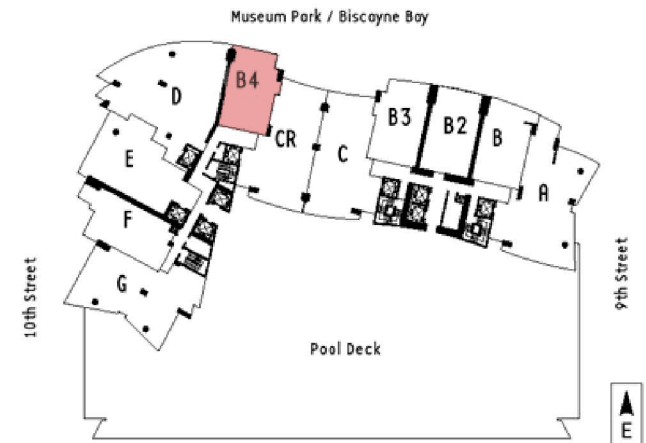 Museum Park / Biscayne Bay
B4
D
B3
B2
B
CR
C
E
A
F
G
10th Street
9th Street
Pool Deck
E